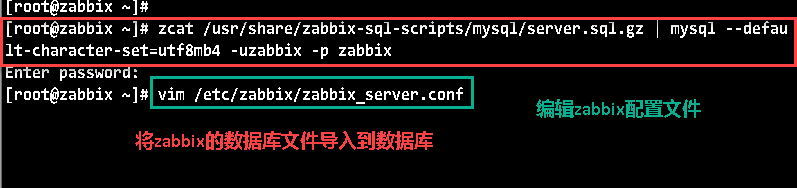 [root@zabbix ~]#
[root@zabbix ~]# zcat /usr/share/zabbix-sql-scripts/mysql/server.sql.gz | mysql --defau
lt-character-set=utf8mb4 -uzabbix -p zabbix
Enter password:
[root@zabbix ~]# vim /etc/zabbix/zabbix_server.conf
编辑zabbix配置文件
将zabbix的数据库文件导入到数据库